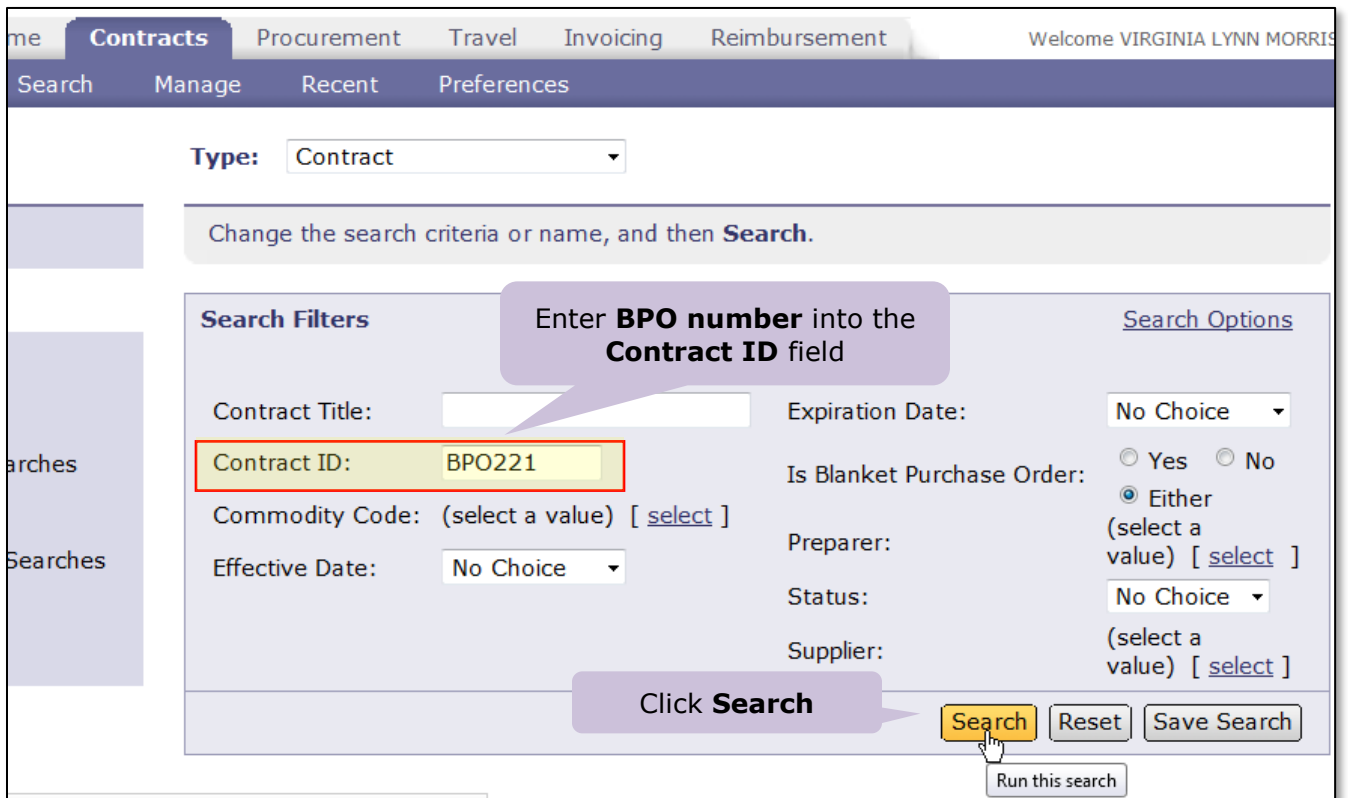 me Contracts Procurement Travel Invoicing Reimbursement Welcome VIRGINIA LYNN MORRIS
Search Manage Recent Preferences
Type: Contract
Change the search criteria or name, and then Search.
Search Filters
Search Options
Enter BPO number into the
Contract ID field
Contract Title:
Contract ID: BPO221
Commodity Code: (select a value) [ select ]
Effective Date: No Choice
Expiration Date: No Choice
Is Blanket Purchase Order: Yes No
Either
Preparer: (select a
value) [ select ]
Status: No Choice
Supplier: (select a
value) [ select ]
arches
Searches
Click Search
Search Reset Save Search
Run this search